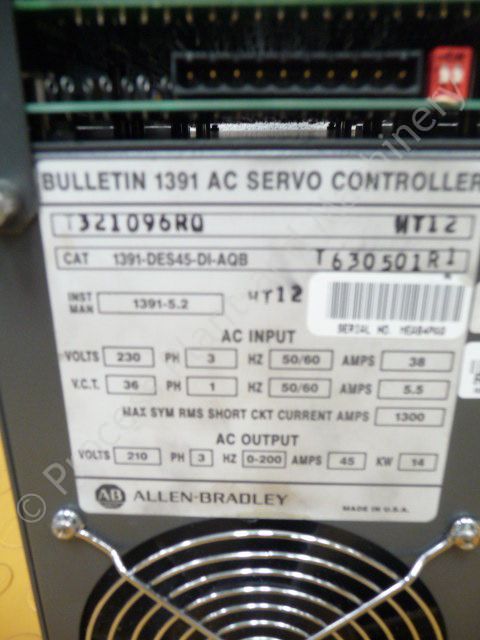 BULLETIN 1391 AC SERVO CONTROLLER
T321096RQ WT12
CAT 1391-DES45-DI-AQB T630501R1
INST MAN 1391-5.2 WT12
SERIAL NO.
AC INPUT
VOLTS 230 PH 3 HZ 50/60 AMPS 38
V.C.T. 36 PH 1 HZ 50/60 AMPS 5.5
MAX SYM RMS SHORT CKT CURRENT AMPS 1300
AC OUTPUT
VOLTS 210 PH 3 HZ 0-200 AMPS 45 KW 14
AB ALLEN-BRADLEY
MADE IN U.S.A.